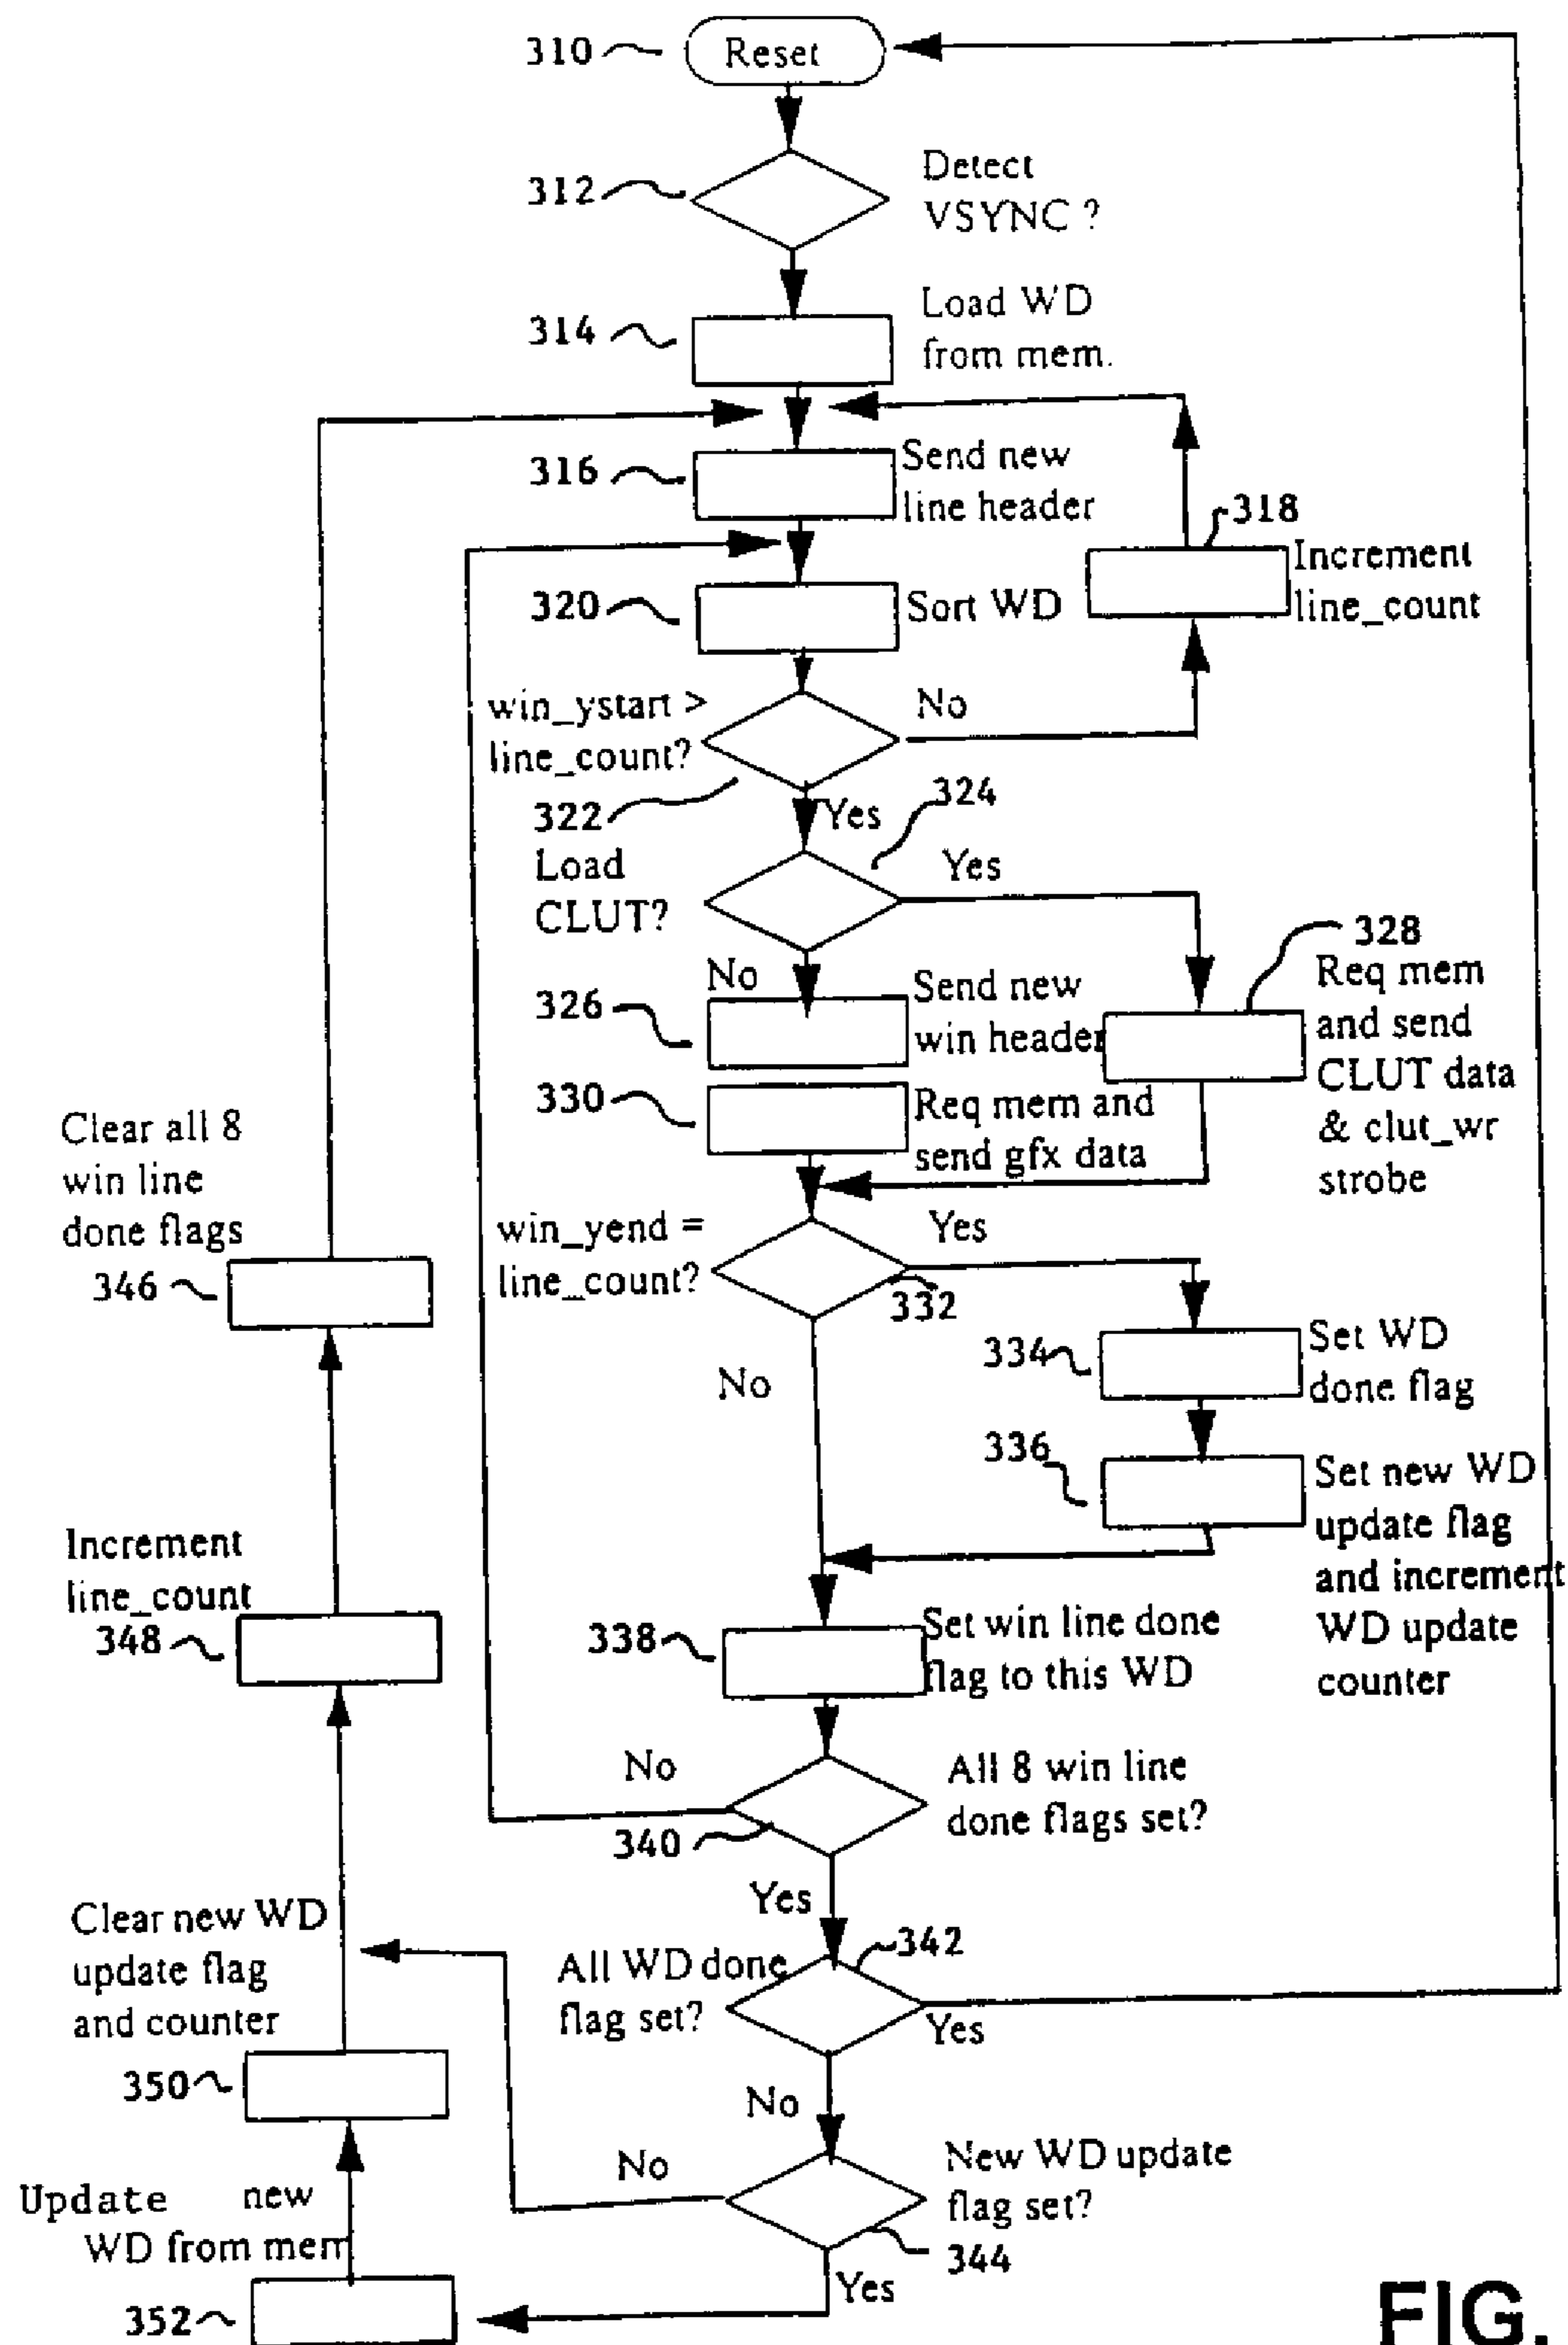 310
Reset
312
Detect
VSYNC ?
314
Load WD
from mem.
316
Send new
line header
318
Increment
line_count
320
Sort WD
win_ystart >
line_count?
No
322
Yes
324
Load
CLUT?
Yes
328
Req mem
and send
CLUT data
& clut_wr
strobe
No
326
Send new
win header
330
Req mem and
send gfx data
Clear all 8
win line
done flags
346
win_yend =
line_count?
Yes
332
No
334
Set WD
done flag
336
Set new WD
update flag
and increment
WD update
counter
Increment
line_count
348
338
Set win line done
flag to this WD
No
All 8 win line
done flags set?
340
Yes
Clear new WD
update flag
and counter
350
342
All WD done
flag set?
Yes
No
No
New WD update
flag set?
344
Update new
WD from mem
Yes
352
FIG.